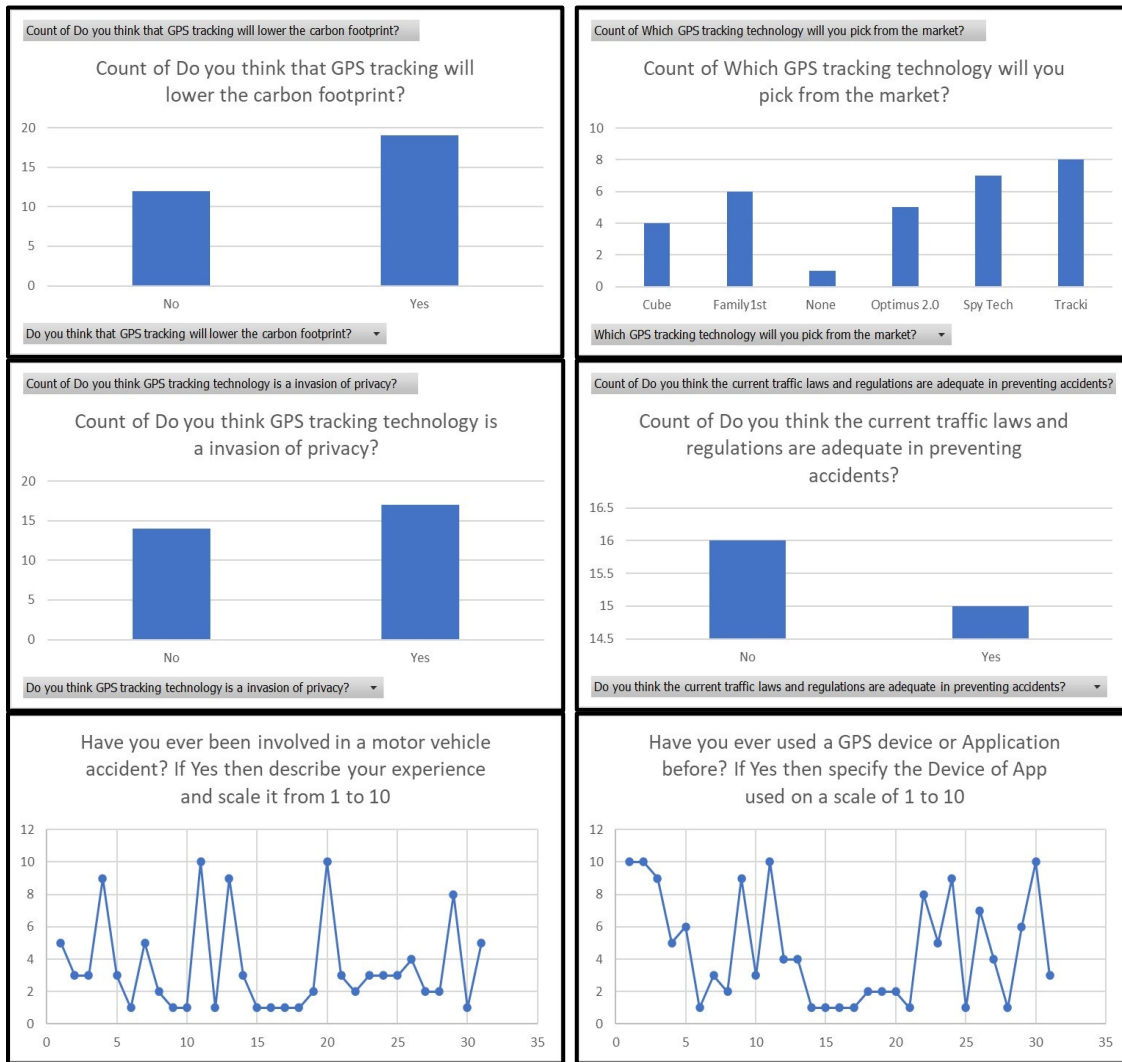 Count of Do you think that GPS tracking will lower the carbon footprint?
Count of Do you think that GPS tracking will
lower the carbon footprint?
20
15
10
5
0
No Yes
Do you think that GPS tracking will lower the carbon footprint?
Count of Which GPS tracking technology will you pick from the market?
Count of Which GPS tracking technology will you
pick from the market?
10
8
6
4
2
0
Cube Family1st None Optimus 2.0 Spy Tech Tracki
Which GPS tracking technology will you pick from the market?
Count of Do you think GPS tracking technology is a invasion of privacy?
Count of Do you think GPS tracking technology is
a invasion of privacy?
20
15
10
5
0
No Yes
Do you think GPS tracking technology is a invasion of privacy?
Count of Do you think the current traffic laws and regulations are adequate in preventing accidents?
Count of Do you think the current traffic laws and
regulations are adequate in preventing
accidents?
16.5
16
15.5
15
14.5
No Yes
Do you think the current traffic laws and regulations are adequate in preventing accidents?
Have you ever been involved in a motor vehicle
accident? If Yes then describe your experience
and scale it from 1 to 10
12
10
8
6
4
2
0
0 5 10 15 20 25 30 35
Have you ever used a GPS device or Application
before? If Yes then specify the Device of App
used on a scale of 1 to 10
12
10
8
6
4
2
0
0 5 10 15 20 25 30 35